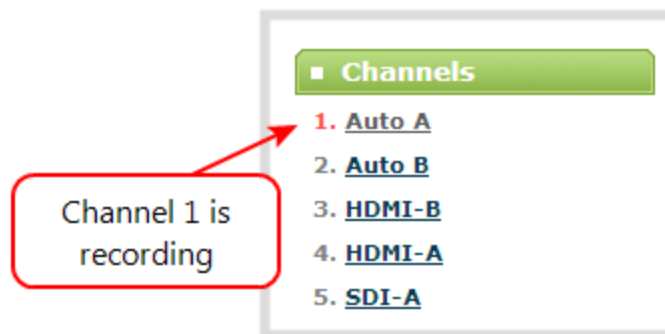 Channels
1. Auto A
2. Auto B
3. HDMI-B
4. HDMI-A
5. SDI-A
Channel 1 is
recording